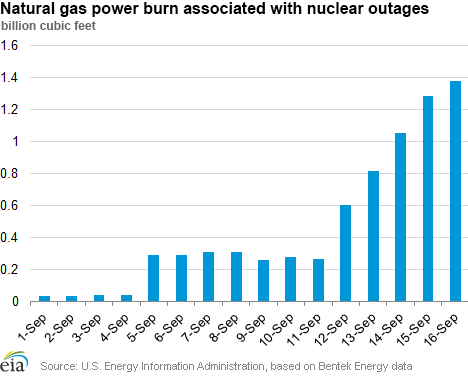 Natural gas power burn associated with nuclear outages
billion cubic feet
1.6
1.4
1.2
1
0.8
0.6
0.4
0.2
0
1-Sep
2-Sep
3-Sep
4-Sep
5-Sep
6-Sep
7-Sep
8-Sep
9-Sep
10-Sep
11-Sep
12-Sep
13-Sep
14-Sep
15-Sep
16-Sep
eia
Source: U.S. Energy Information Administration, based on Bentek Energy data